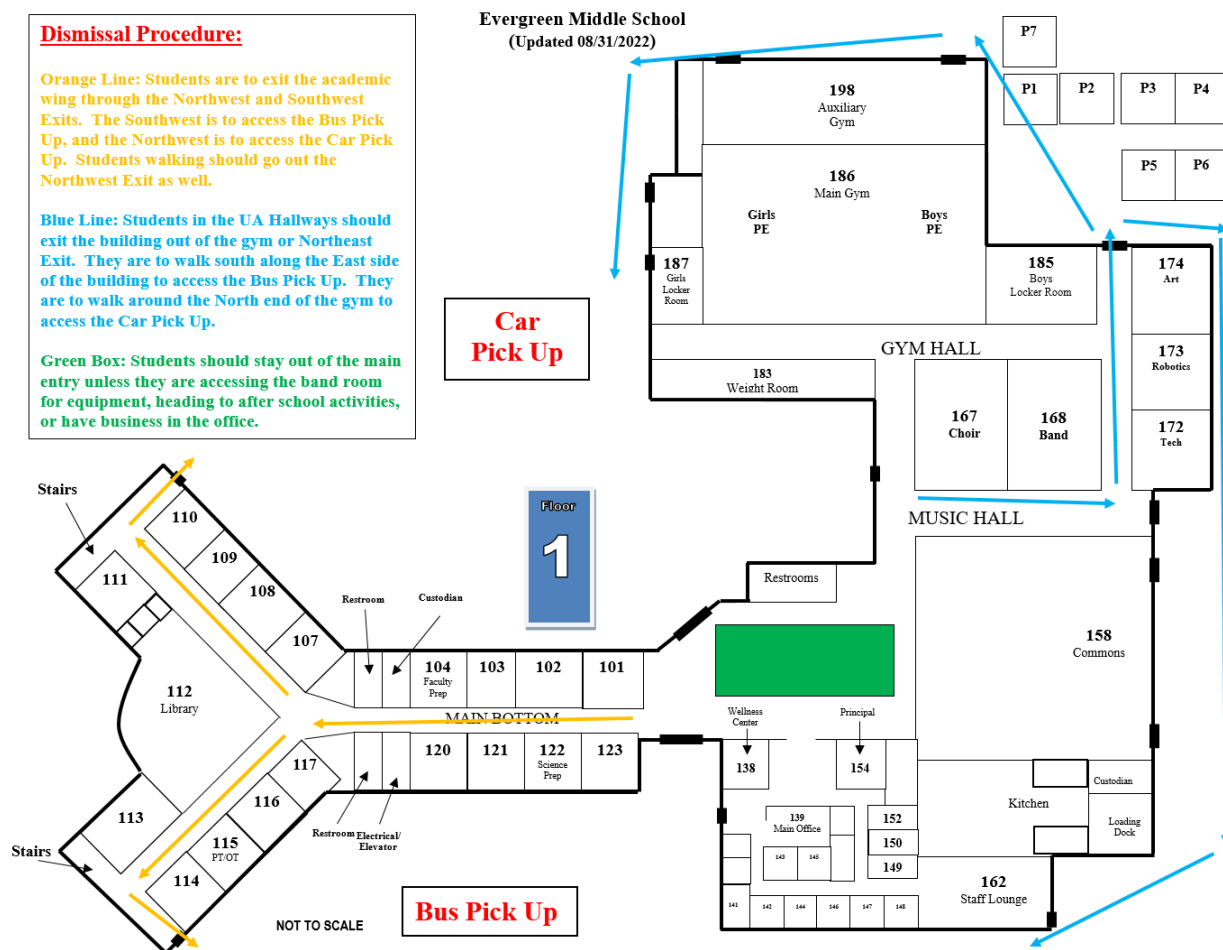 Evergreen Middle School
(Updated 08/31/2022)
Dismissal Procedure:
Orange Line: Students are to exit the academic
wing through the Northwest and Southwest
Exits. The Southwest is to access the Bus Pick
Up, and the Northwest is to access the Car Pick
Up. Students walking should go out the
Northwest Exit as well.
Blue Line: Students in the UA Hallways should
exit the building out of the gym or Northeast
Exit. They are to walk south along the East side
of the building to access the Bus Pick Up. They
are to walk around the North end of the gym to
access the Car Pick Up.
Green Box: Students should stay out of the main
entry unless they are accessing the band room
for equipment, heading to after school activities,
or have business in the office.
P7
P1
P2
P3
P4
P5
P6
198
Auxiliary
Gym
186
Main Gym
Girls
PE
Boys
PE
187
Girls
Locker
Room
185
Boys
Locker Room
174
Art
Car
Pick Up
GYM HALL
173
Robotics
183
Weight Room
167
Choir
168
Band
172
Tech
MUSIC HALL
Stairs
110
109
108
107
111
Floor
1
Restroom
Custodian
Restrooms
158
Commons
104
Faculty
Prep
103
102
101
112
Library
MAIN BOTTOM
Wellness
Center
Principal
120
121
122
Science
Prep
123
138
154
117
116
115
PT/OT
114
113
Stairs
Restroom
Electrical/
Elevator
Kitchen
Custodian
Loading
Dock
139
Main Office
152
150
149
143
145
162
Staff Lounge
141
142
144
146
147
148
Bus Pick Up
NOT TO SCALE